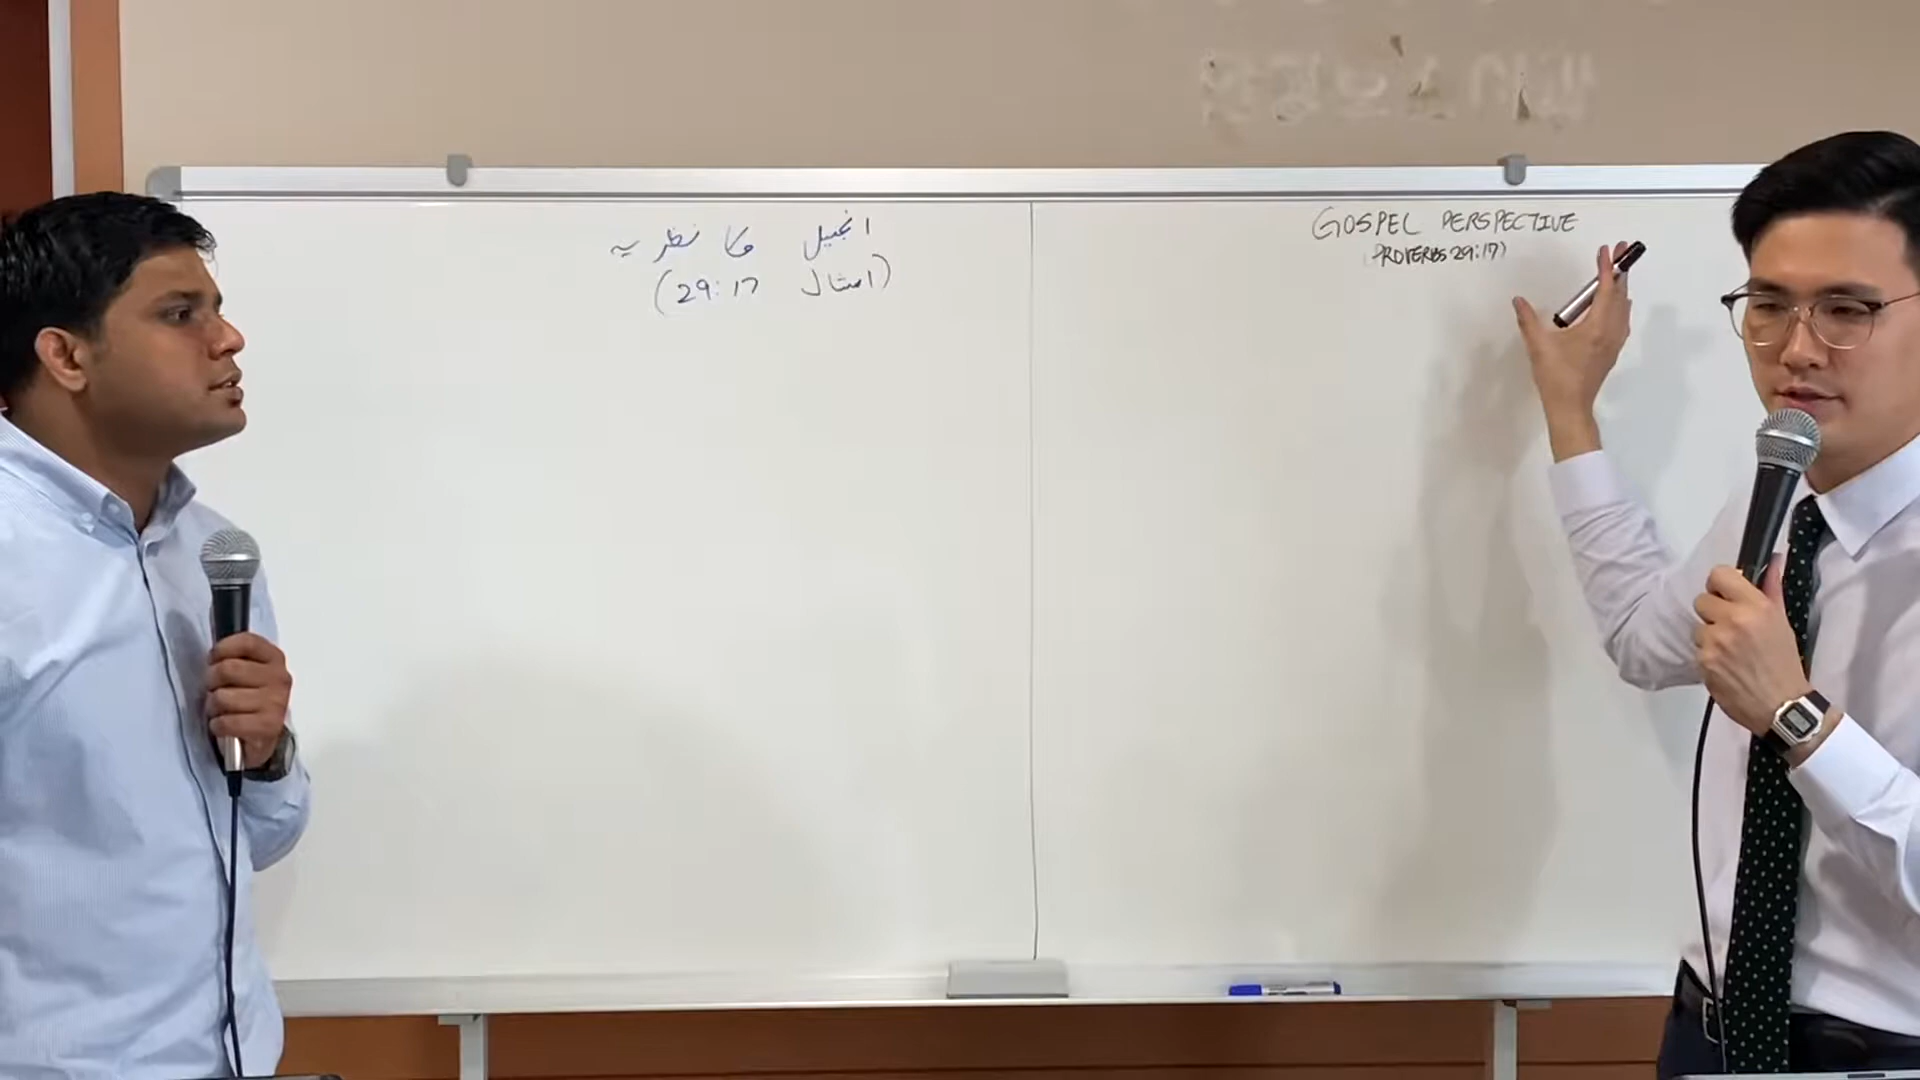 انجیل کا نظریہ
(امثال 29:17)
GOSPEL PERSPECTIVE
(PROVERBS 29:17)